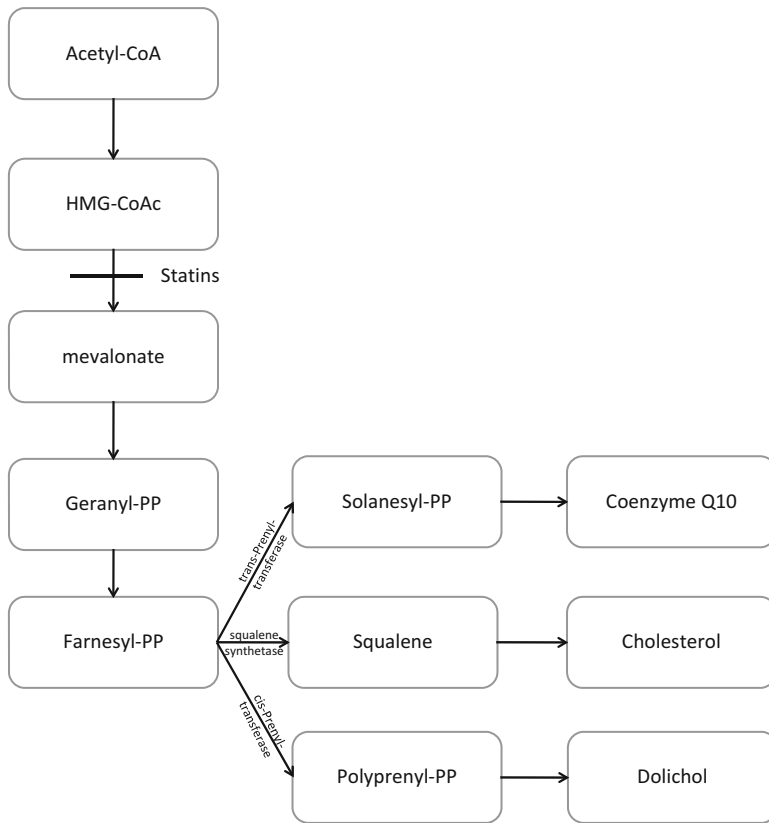 Acetyl-CoA
HMG-CoAc
Statins
mevalonate
Geranyl-PP
Solanesyl-PP
Coenzyme Q10
trans-Prenyl-
transferase
Farnesyl-PP
squalene
synthetase
Squalene
Cholesterol
cis-Prenyl-
transferase
Polyprenyl-PP
Dolichol